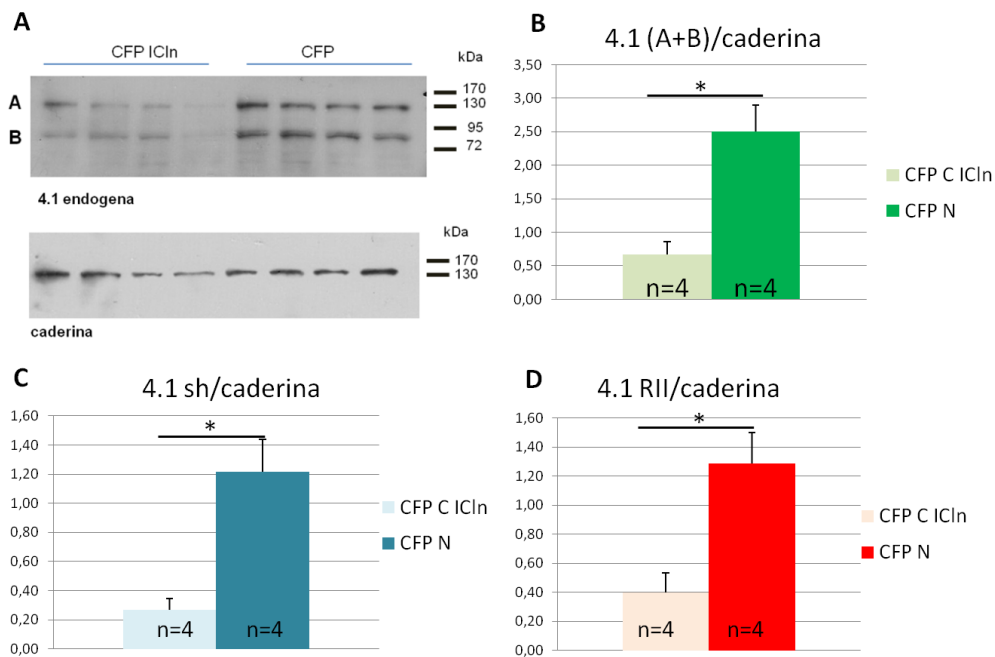 A
CFP ICln
CFP
kDa
A
B
170
130
95
72
4.1 endogena
kDa
170
130
caderina
B
4.1 (A+B)/caderina
3,50
3,00
2,50
2,00
1,50
1,00
0,50
0,00
*
n=4
n=4
CFP C ICln
CFP N
C
4.1 sh/caderina
1,60
1,40
1,20
1,00
0,80
0,60
0,40
0,20
0,00
*
n=4
n=4
CFP C ICln
CFP N
D
4.1 RII/caderina
1,60
1,40
1,20
1,00
0,80
0,60
0,40
0,20
0,00
*
n=4
n=4
CFP C ICln
CFP N